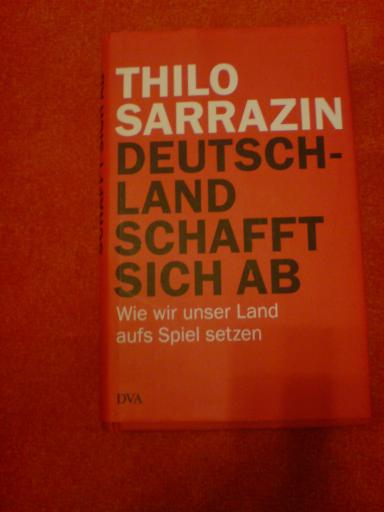 THILO
SARRAZIN
DEUTSCH-
LAND
SCHAFFT
SICH AB
Wie wir unser Land
aufs Spiel setzen
DVA